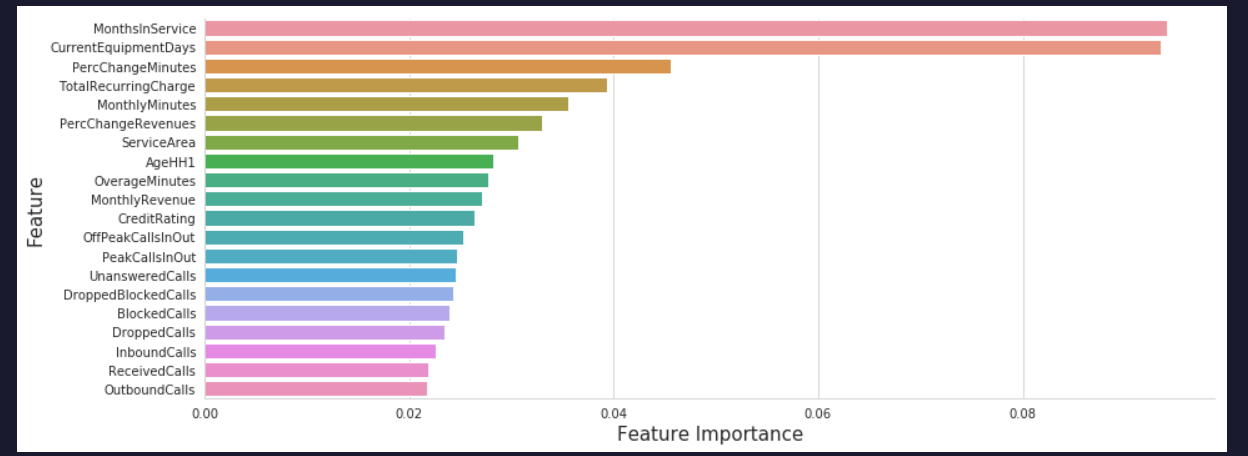 MonthsInService
CurrentEquipmentDays
PercChangeMinutes
TotalRecurringCharge
MonthlyMinutes
PercChangeRevenues
ServiceArea
AgeHH1
OverageMinutes
MonthlyRevenue
CreditRating
OffPeakCallsInOut
PeakCallsInOut
UnansweredCalls
DroppedBlockedCalls
BlockedCalls
DroppedCalls
InboundCalls
ReceivedCalls
OutboundCalls
Feature
0.00 0.02 0.04 0.06 0.08
Feature Importance